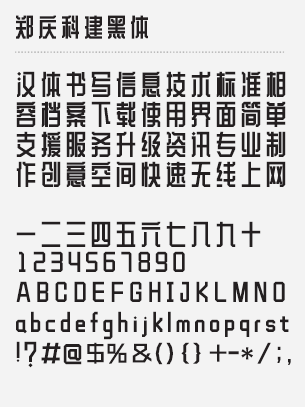 郑庆科建黑体
汉体书写信息技术标准相
容档案下载使用界面简单
支援服务升级资讯专业制
作创意空间快速无线上网
一二三四五六七八九十
1234567890
ABCDEFGHIJKLMNO
abcdefghijklmnopqrst
!?#@$%&(){}+-*/;,